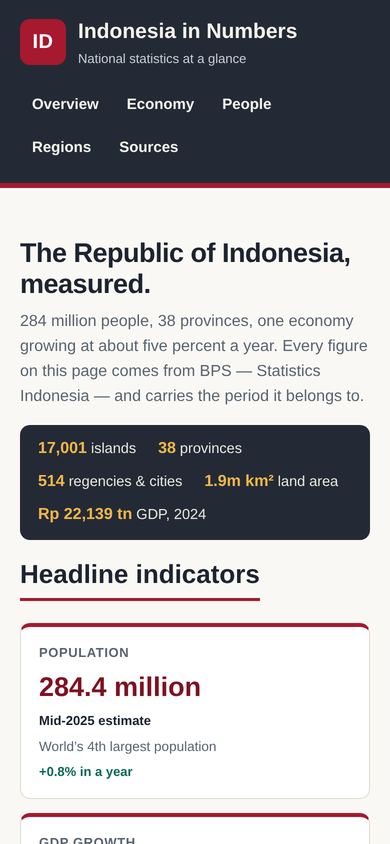 ID
Indonesia in Numbers
National statistics at a glance
Overview Economy People
Regions Sources
The Republic of Indonesia,
measured.
284 million people, 38 provinces, one economy
growing at about five percent a year. Every figure
on this page comes from BPS — Statistics
Indonesia — and carries the period it belongs to.
17,001 islands 38 provinces
514 regencies & cities 1.9m km² land area
Rp 22,139 tn GDP, 2024
Headline indicators
POPULATION
284.4 million
Mid-2025 estimate
World’s 4th largest population
+0.8% in a year
GDP GROWTH